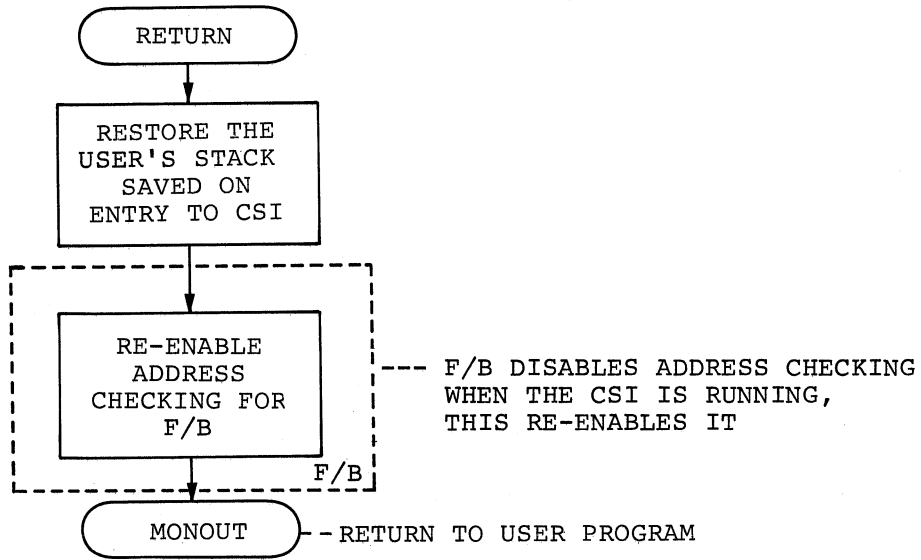 RETURN
RESTORE THE
USER'S STACK
SAVED ON
ENTRY TO CSI
RE-ENABLE
ADDRESS
CHECKING FOR
F/B
F/B
F/B DISABLES ADDRESS CHECKING
WHEN THE CSI IS RUNNING,
THIS RE-ENABLES IT
MONOUT
RETURN TO USER PROGRAM